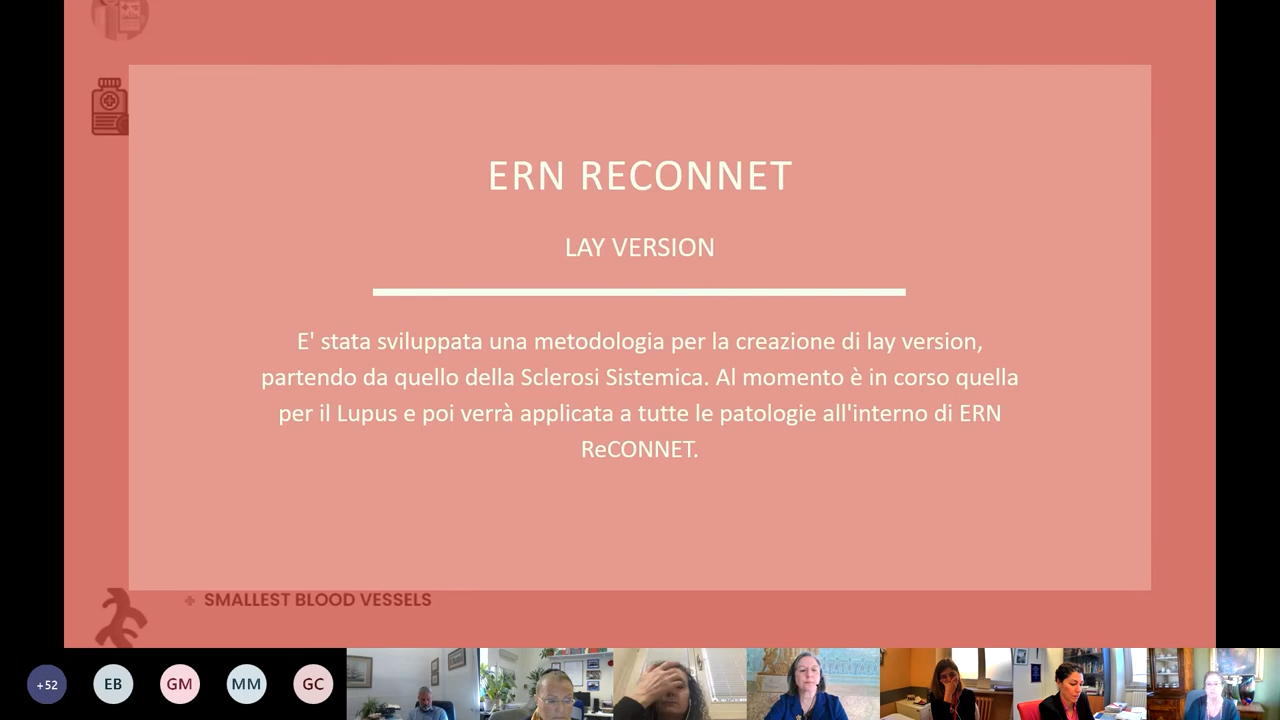 ERN RECONNET
LAY VERSION
E' stata sviluppata una metodologia per la creazione di lay version,
partendo da quello della Sclerosi Sistemica. Al momento è in corso quella
per il Lupus e poi verrà applicata a tutte le patologie all'interno di ERN
ReCONNET.
SMALLEST BLOOD VESSELS
+52 EB GM MM GC